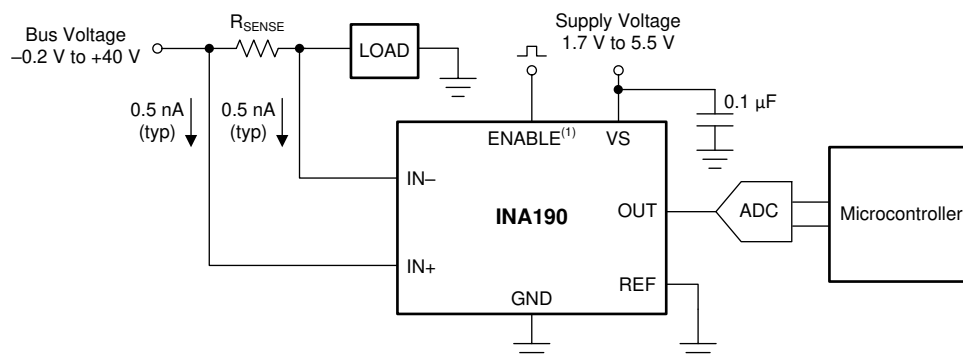 Bus Voltage
–0.2 V to +40 V
RSENSE
LOAD
Supply Voltage
1.7 V to 5.5 V
0.5 nA
(typ)
0.5 nA
(typ)
0.1 µF
ENABLE(1)
VS
IN–
INA190
OUT
ADC
Microcontroller
IN+
REF
GND